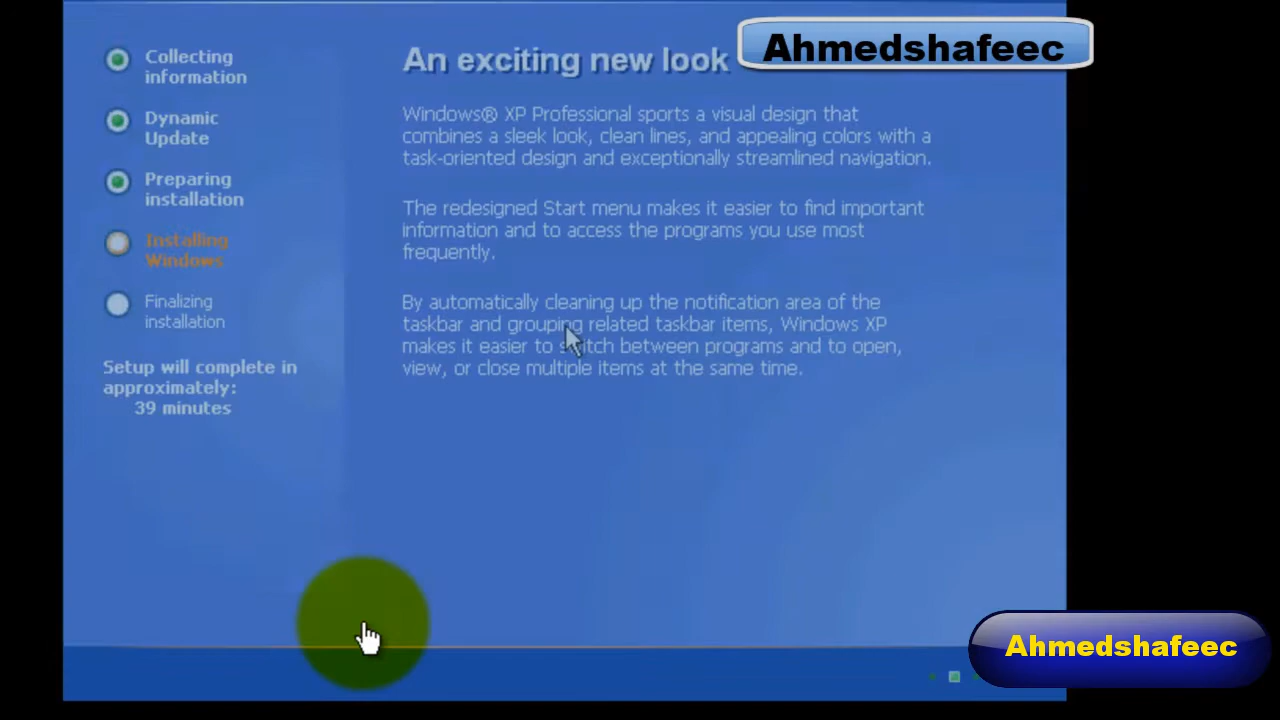 Ahmedshafeec
Collecting
information
Dynamic
Update
Preparing
installation
Installing
Windows
Finalizing
installation
Setup will complete in
approximately:
39 minutes
An exciting new look
Windows® XP Professional sports a visual design that
combines a sleek look, clean lines, and appealing colors with a
task-oriented design and exceptionally streamlined navigation.
The redesigned Start menu makes it easier to find important
information and to access the programs you use most
frequently.
By automatically cleaning up the notification area of the
taskbar and grouping related taskbar items, Windows XP
makes it easier to switch between programs and to open,
view, or close multiple items at the same time.
Ahmedshafeec